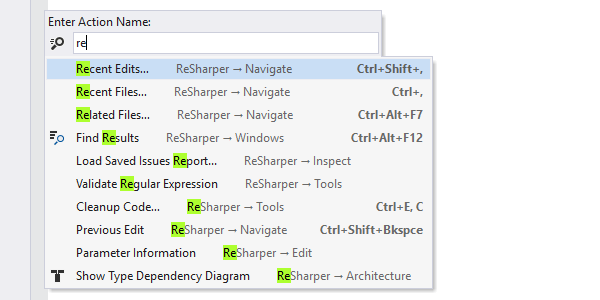 Enter Action Name:
re
Recent Edits... ReSharper → Navigate Ctrl+Shift+,
Recent Files... ReSharper → Navigate Ctrl+,
Related Files... ReSharper → Navigate Ctrl+Alt+F7
Find Results ReSharper → Windows Ctrl+Alt+F12
Load Saved Issues Report... ReSharper → Inspect
Validate Regular Expression ReSharper → Tools
Cleanup Code... ReSharper → Tools Ctrl+E, C
Previous Edit ReSharper → Navigate Ctrl+Shift+Bkspce
Parameter Information ReSharper → Edit
Show Type Dependency Diagram ReSharper → Architecture